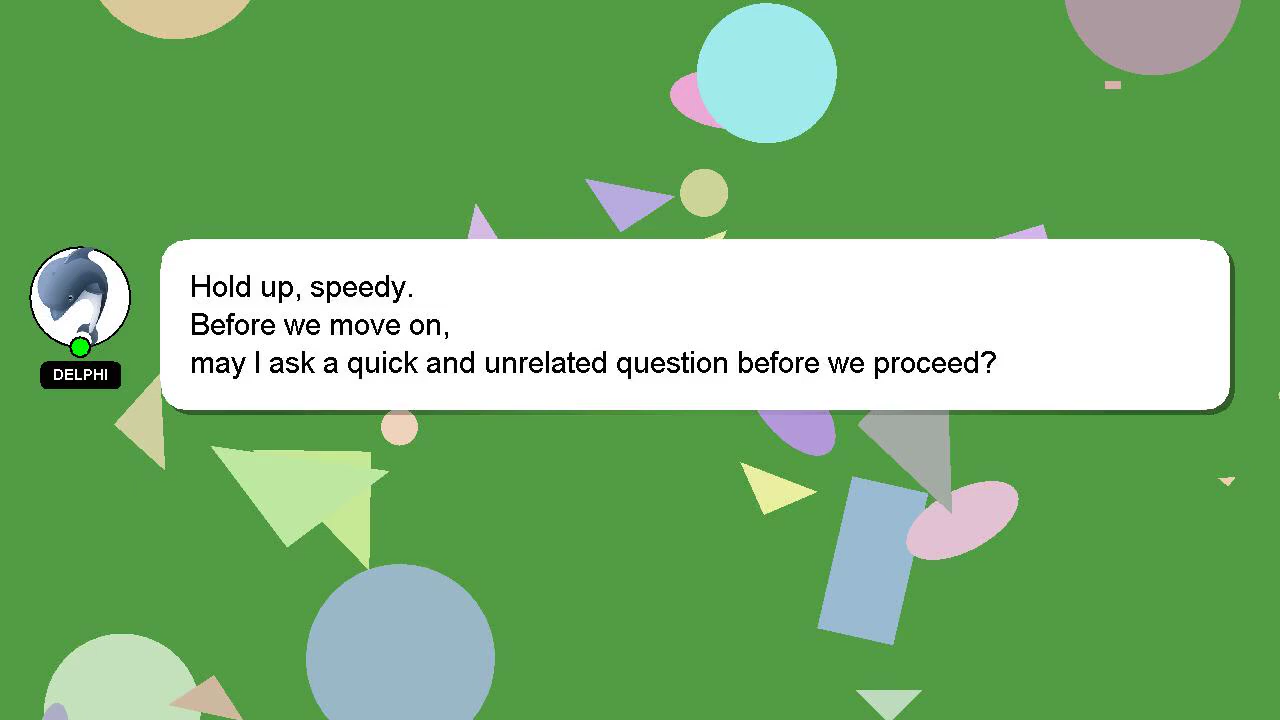 Hold up, speedy.
Before we move on,
may I ask a quick and unrelated question before we proceed?
DELPHI